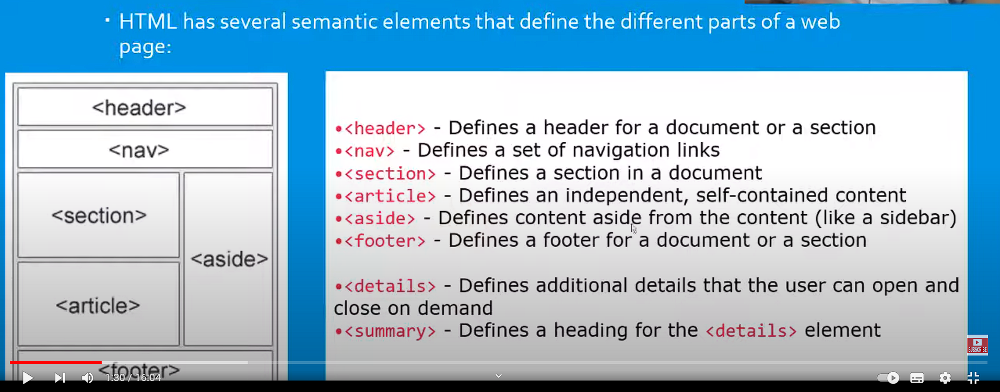 ▪ HTML has several semantic elements that define the different parts of a web
page:
<header>
<nav>
<section>
<aside>
<article>
<footer>
•<header> - Defines a header for a document or a section
•<nav> - Defines a set of navigation links
•<section> - Defines a section in a document
•<article> - Defines an independent, self-contained content
•<aside> - Defines content aside from the content (like a sidebar)
•<footer> - Defines a footer for a document or a section
•<details> - Defines additional details that the user can open and
close on demand
•<summary> - Defines a heading for the <details> element
SUBSCRIBE
1:30 / 16:04